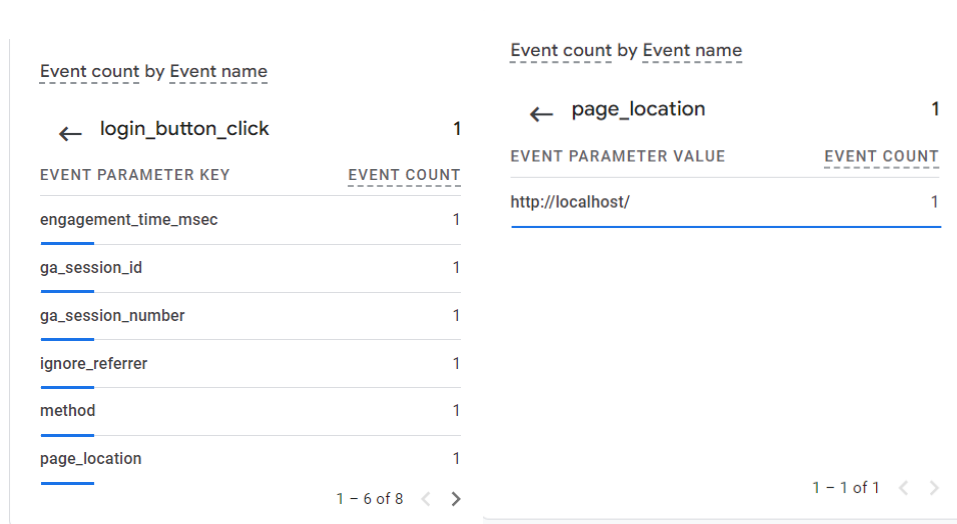 Event count by Event name
← login_button_click 1
EVENT PARAMETER KEY EVENT COUNT
engagement_time_msec 1
ga_session_id 1
ga_session_number 1
ignore_referrer 1
method 1
page_location 1
1 – 6 of 8
Event count by Event name
← page_location 1
EVENT PARAMETER VALUE EVENT COUNT
http://localhost/ 1
1 – 1 of 1